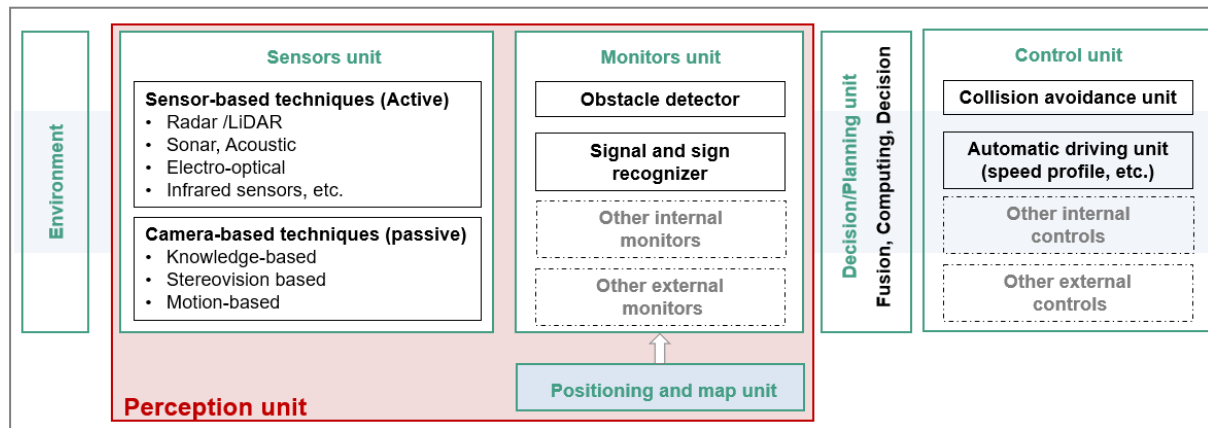 Environment
Sensors unit
Sensor-based techniques (Active)
• Radar /LiDAR
• Sonar, Acoustic
• Electro-optical
• Infrared sensors, etc.
Camera-based techniques (passive)
• Knowledge-based
• Stereovision based
• Motion-based
Monitors unit
Obstacle detector
Signal and sign
recognizer
Other internal
monitors
Other external
monitors
Positioning and map unit
Perception unit
Decision/Planning unit
Fusion, Computing, Decision
Control unit
Collision avoidance unit
Automatic driving unit
(speed profile, etc.)
Other internal
controls
Other external
controls